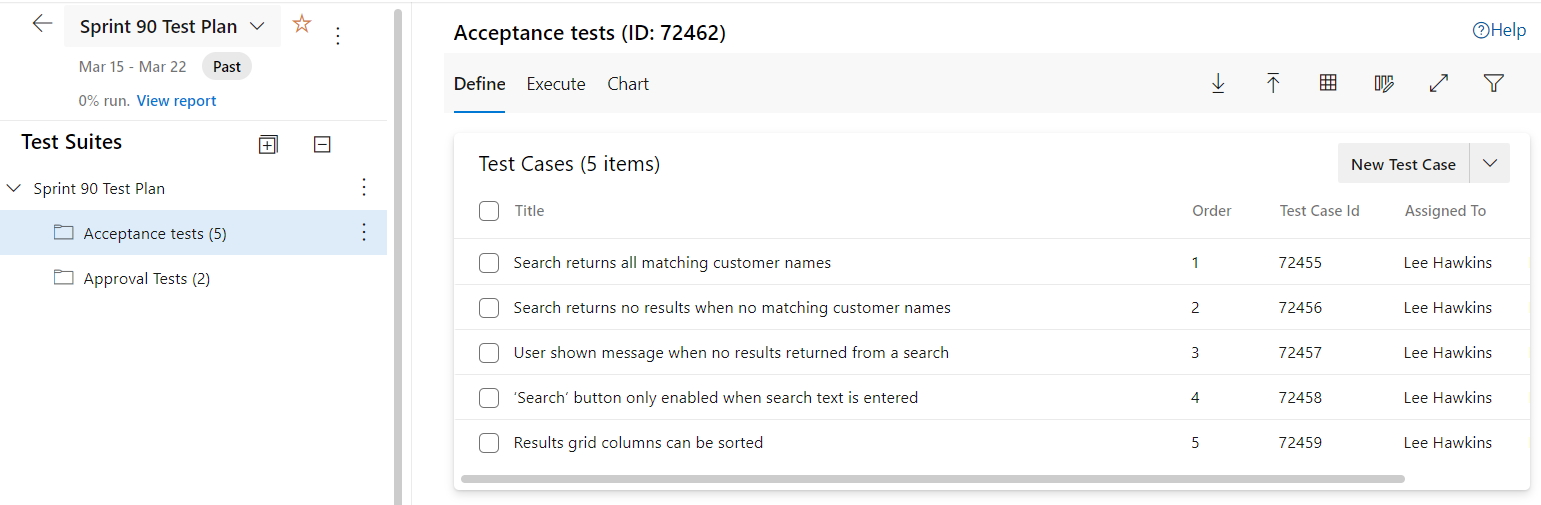 Sprint 90 Test Plan
Mar 15 - Mar 22 Past
0% run. View report
Test Suites
Sprint 90 Test Plan
Acceptance tests (5)
Approval Tests (2)
Acceptance tests (ID: 72462)
Help
Define Execute Chart
Test Cases (5 items)
New Test Case
Title Order Test Case Id Assigned To
Search returns all matching customer names 1 72455 Lee Hawkins
Search returns no results when no matching customer names 2 72456 Lee Hawkins
User shown message when no results returned from a search 3 72457 Lee Hawkins
‘Search’ button only enabled when search text is entered 4 72458 Lee Hawkins
Results grid columns can be sorted 5 72459 Lee Hawkins